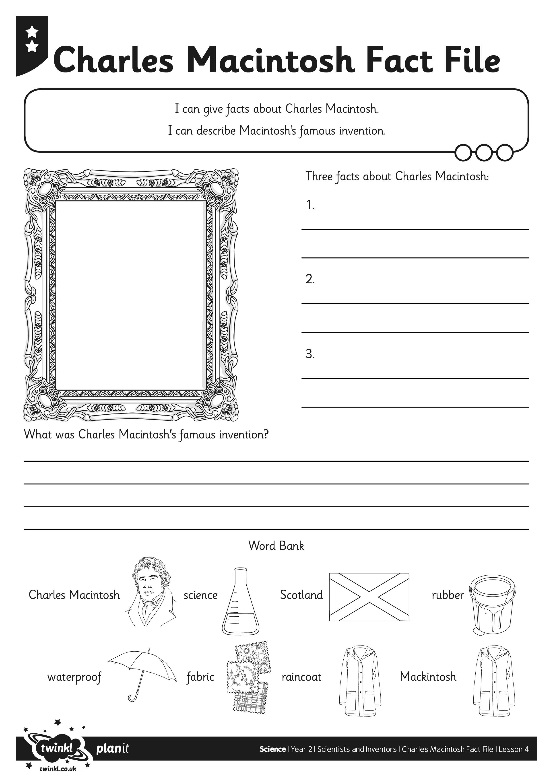 Charles Macintosh Fact File
I can give facts about Charles Macintosh.
I can describe Macintosh's famous invention.
Three facts about Charles Macintosh:
1.
2.
3.
What was Charles Macintosh's famous invention?
Word Bank
Charles Macintosh science Scotland rubber
waterproof fabric raincoat Mackintosh
twinkl planit
Science | Year 2 | Scientists and Inventors | Charles Macintosh Fact File | Lesson 4
twinkl.co.uk